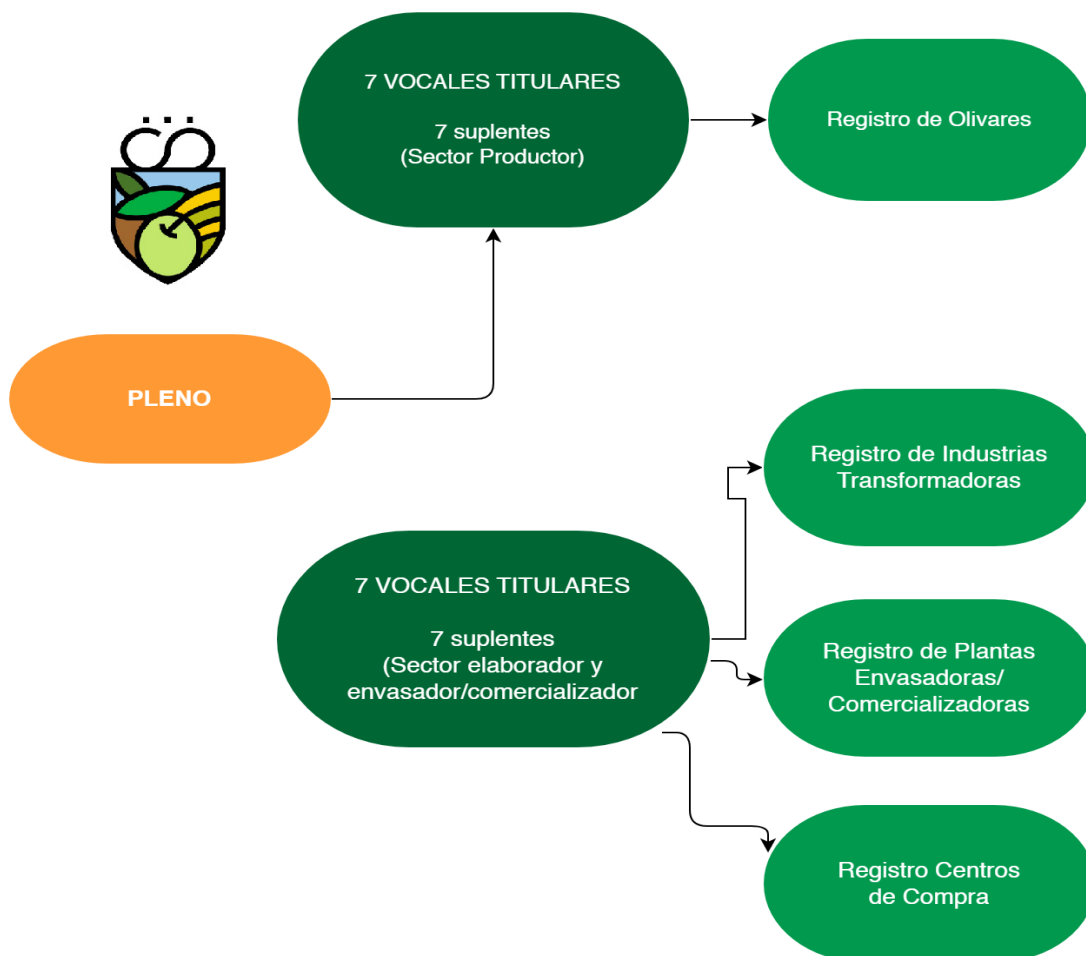 7 VOCALES TITULARES
7 suplentes
(Sector Productor)
Registro de Olivares
PLENO
Registro de Industrias
Transformadoras
7 VOCALES TITULARES
7 suplentes
(Sector elaborador y
envasador/comercializador
Registro de Plantas
Envasadoras/
Comercializadoras
Registro Centros
de Compra